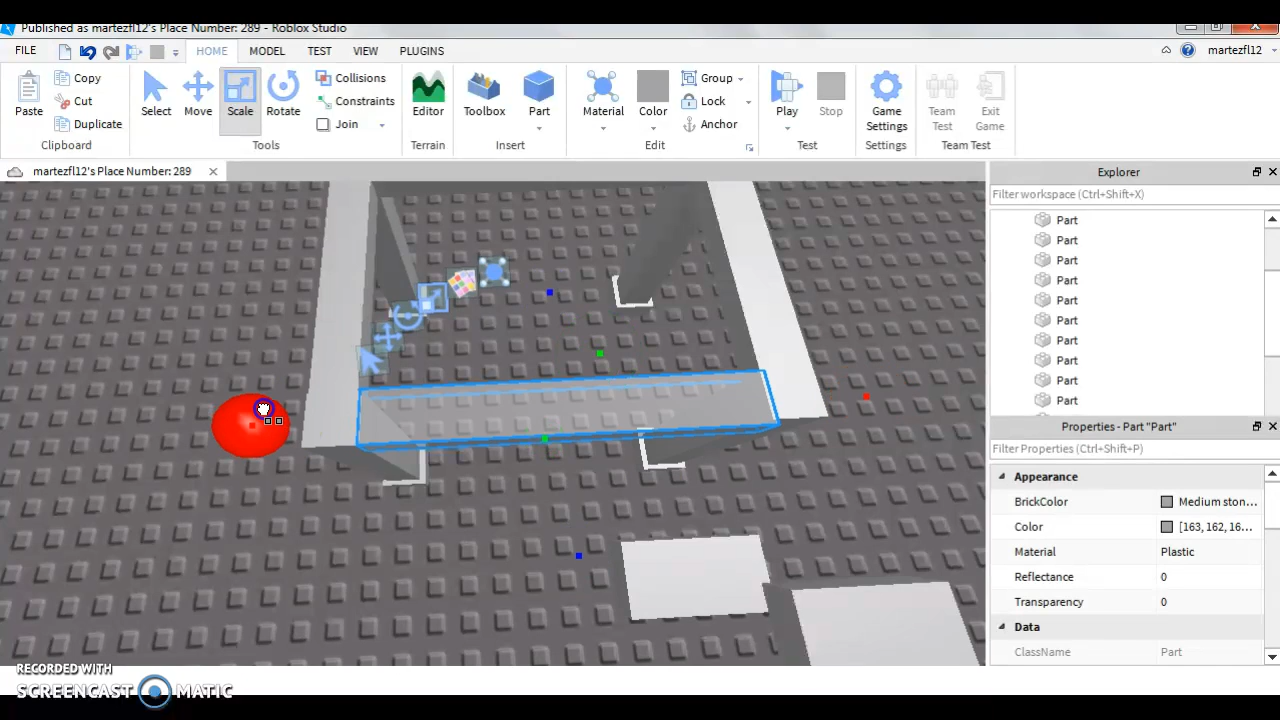 Published as martezfl12's Place Number: 289 - Roblox Studio
FILE HOME MODEL TEST VIEW PLUGINS martezfl12
Copy Collisions Group
Cut Constraints Lock
Paste Duplicate Select Move Scale Rotate Join Editor Toolbox Part Material Color Anchor Play Stop Game Settings Team Test Exit Game
Clipboard Tools Terrain Insert Edit Test Settings Team Test
martezfl12's Place Number: 289
Explorer
Filter workspace (Ctrl+Shift+X)
Part
Part
Part
Part
Part
Part
Part
Part
Part
Part
Properties - Part "Part"
Filter Properties (Ctrl+Shift+P)
Appearance
BrickColor Medium ston...
Color [163, 162, 16...
Material Plastic
Reflectance 0
Transparency 0
Data
ClassName Part
RECORDED WITH
SCREENCAST MATIC